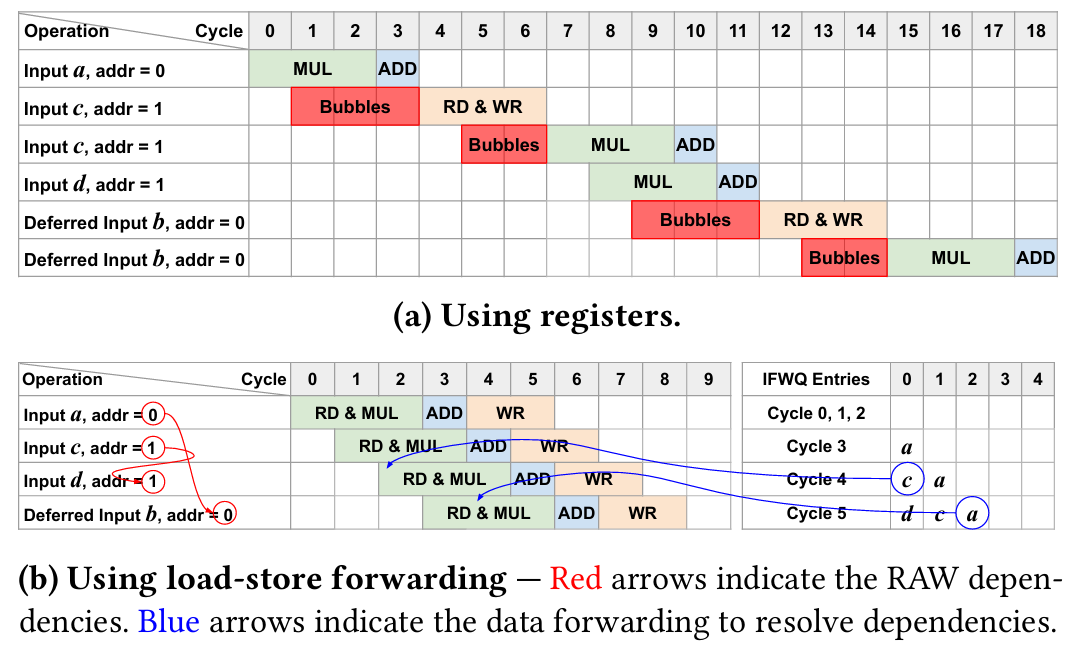 Operation Cycle 0 1 2 3 4 5 6 7 8 9 10 11 12 13 14 15 16 17 18
Input a, addr = 0 MUL ADD
Input c, addr = 1 Bubbles RD & WR
Input c, addr = 1 Bubbles MUL ADD
Input d, addr = 1 MUL ADD
Deferred Input b, addr = 0 Bubbles RD & WR
Deferred Input b, addr = 0 Bubbles MUL ADD
(a) Using registers.
Operation Cycle 0 1 2 3 4 5 6 7 8 9 IFWQ Entries 0 1 2 3 4
Input a, addr = 0 RD & MUL ADD WR Cycle 0, 1, 2
Input c, addr = 1 RD & MUL ADD WR Cycle 3 a
Input d, addr = 1 RD & MUL ADD WR Cycle 4 c a
Deferred Input b, addr = 0 RD & MUL ADD WR Cycle 5 d c a
(b) Using load-store forwarding — Red arrows indicate the RAW depen-
dencies. Blue arrows indicate the data forwarding to resolve dependencies.